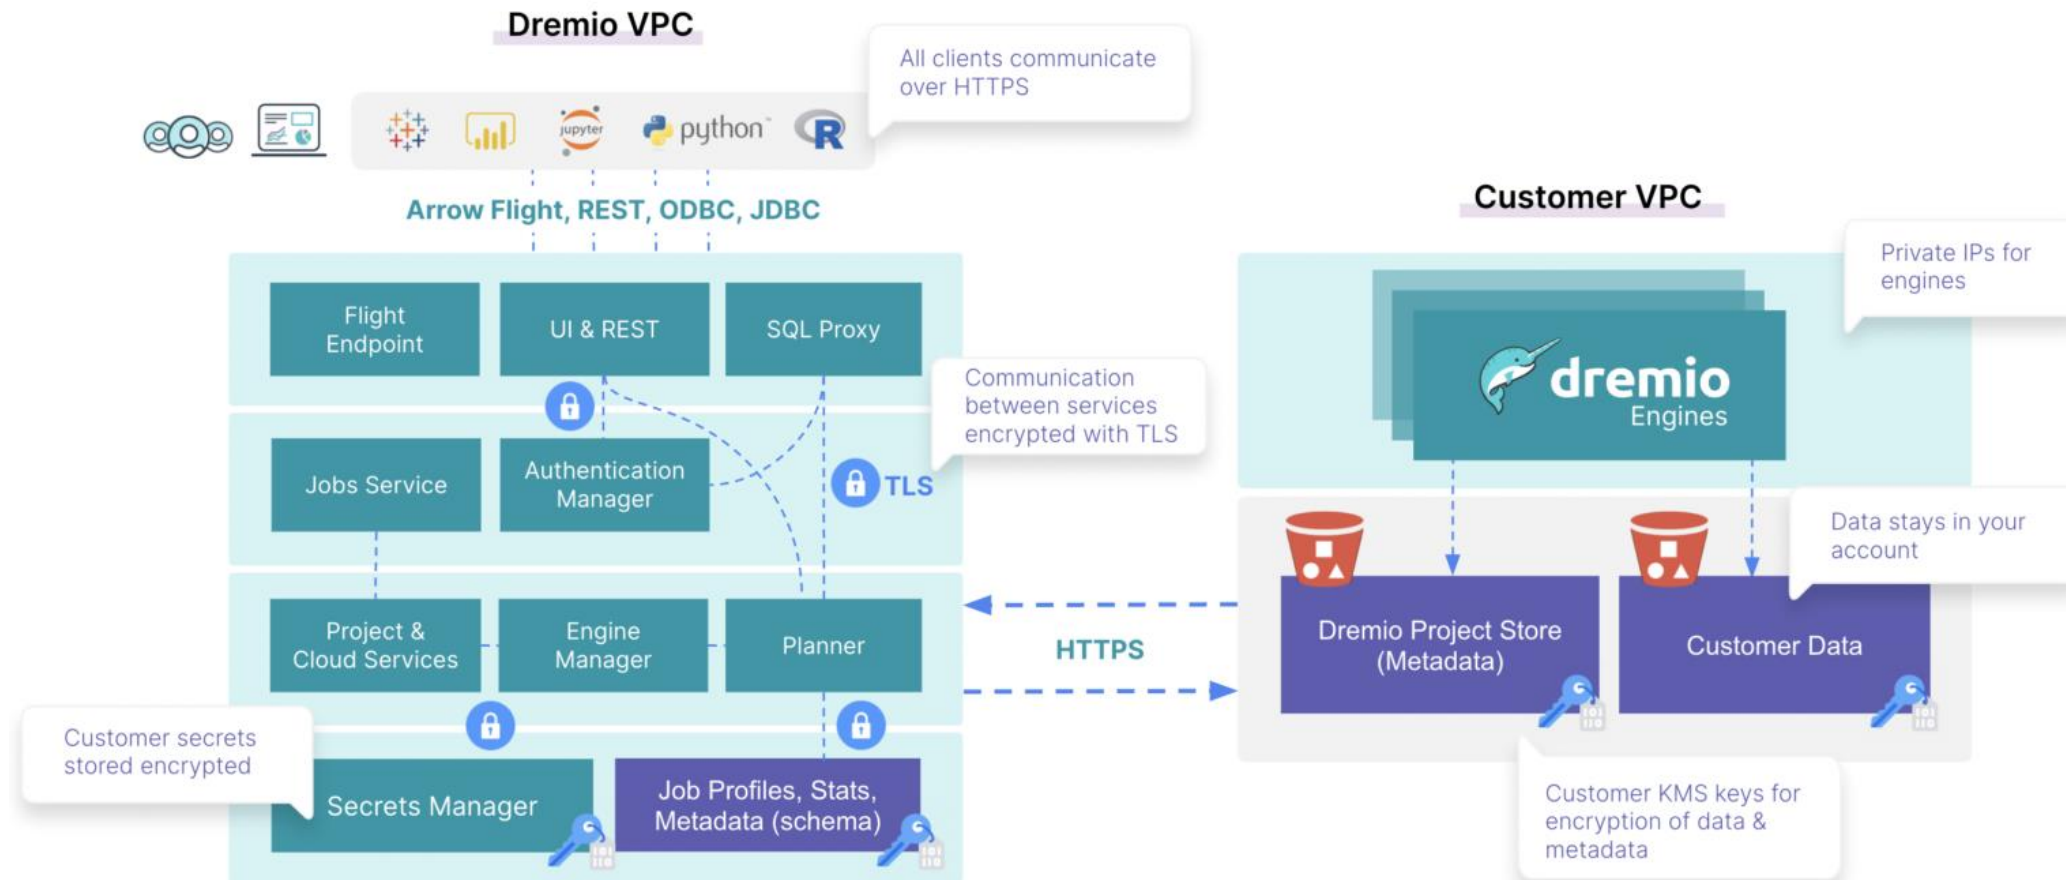 Dremio VPC
All clients communicate
over HTTPS
jupyter
python™
R
Arrow Flight, REST, ODBC, JDBC
Customer VPC
Private IPs for
engines
Flight
Endpoint
UI & REST
SQL Proxy
dremio
Engines
Communication
between services
encrypted with TLS
Jobs Service
Authentication
Manager
TLS
Data stays in your
account
Project &
Cloud Services
Engine
Manager
Planner
HTTPS
Dremio Project Store
(Metadata)
Customer Data
Customer secrets
stored encrypted
Secrets Manager
Job Profiles, Stats,
Metadata (schema)
Customer KMS keys for
encryption of data &
metadata